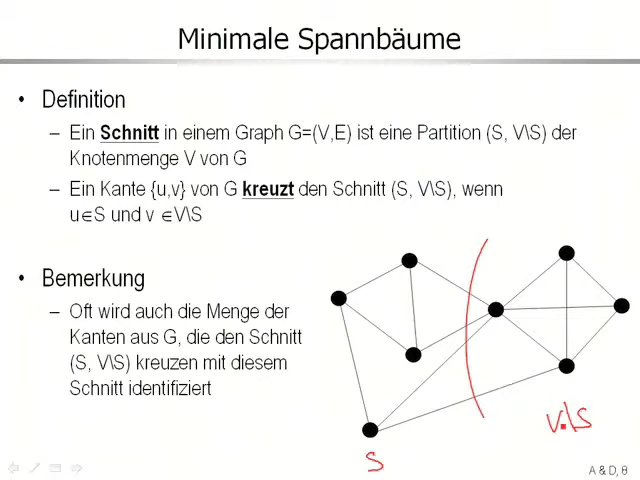 Minimale Spannbäume
• Definition
– Ein Schnitt in einem Graph G=(V,E) ist eine Partition (S, V\S) der
Knotenmenge V von G
– Ein Kante {u,v} von G kreuzt den Schnitt (S, V\S), wenn
u∈S und v ∈V\S
• Bemerkung
– Oft wird auch die Menge der
Kanten aus G, die den Schnitt
(S, V\S) kreuzen mit diesem
Schnitt identifiziert
V\S
S
A & D, θ